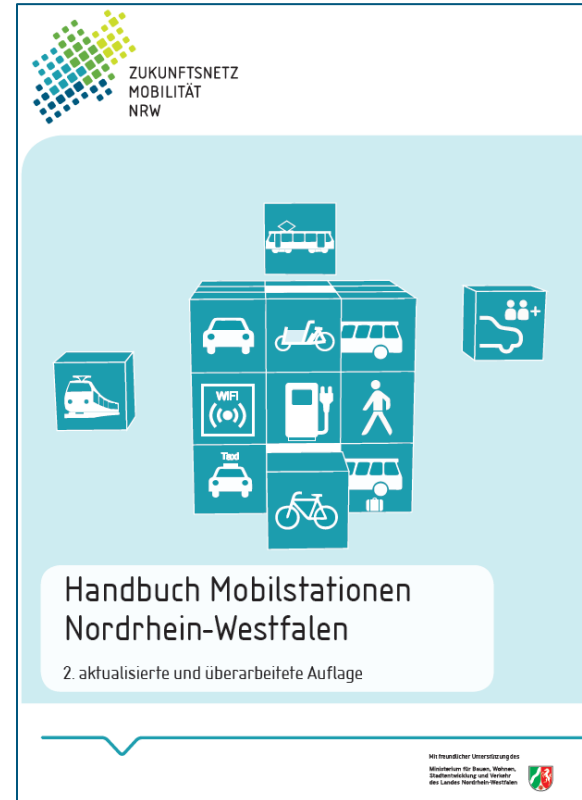 ZUKUNFTSNETZ
MOBILITÄT
NRW
WiFi
Taxi
Handbuch Mobilstationen
Nordrhein-Westfalen
2. aktualisierte und überarbeitete Auflage
Mit freundlicher Unterstützung des
Ministerium für Bauen, Wohnen,
Stadtentwicklung und Verkehr
des Landes Nordrhein-Westfalen